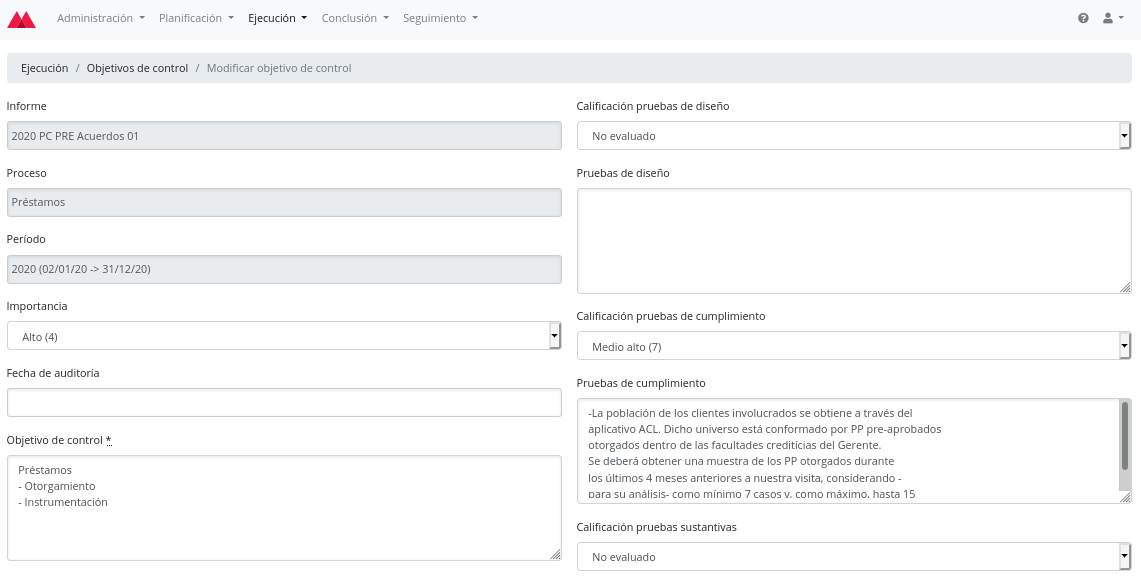 Administración Planificación Ejecución Conclusión Seguimiento
Ejecución / Objetivos de control / Modificar objetivo de control
Informe
2020 PC PRE Acuerdos 01
Proceso
Préstamos
Período
2020 (02/01/20 -> 31/12/20)
Importancia
Alto (4)
Fecha de auditoría
Objetivo de control *
Préstamos
- Otorgamiento
- Instrumentación
Calificación pruebas de diseño
No evaluado
Pruebas de diseño
Calificación pruebas de cumplimiento
Medio alto (7)
Pruebas de cumplimiento
-La población de los clientes involucrados se obtiene a través del
aplicativo ACL. Dicho universo está conformado por PP pre-aprobados
otorgados dentro de las facultades crediticias del Gerente.
Se deberá obtener una muestra de los PP otorgados durante
los últimos 4 meses anteriores a nuestra visita, considerando -
para su análisis- como mínimo 7 casos y, como máximo, hasta 15
Calificación pruebas sustantivas
No evaluado